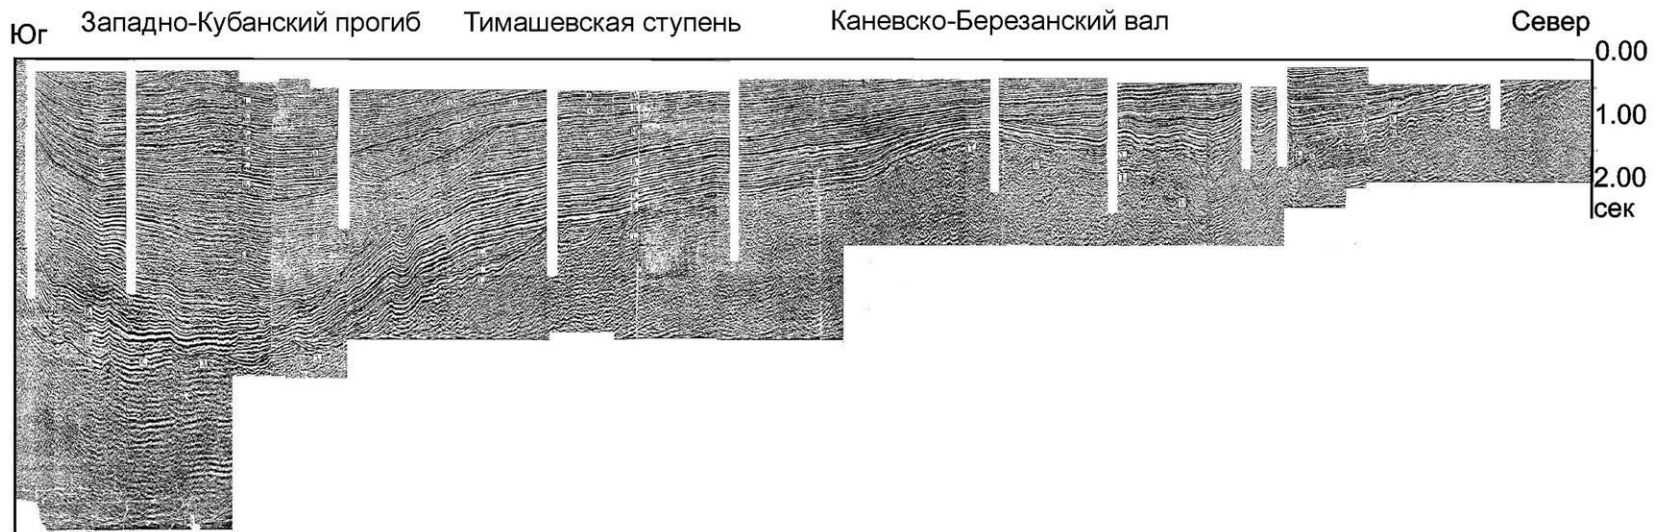 Юг
Западно-Кубанский прогиб
Тимашевская ступень
Каневско-Березанский вал
Север
0.00
1.00
2.00
сек